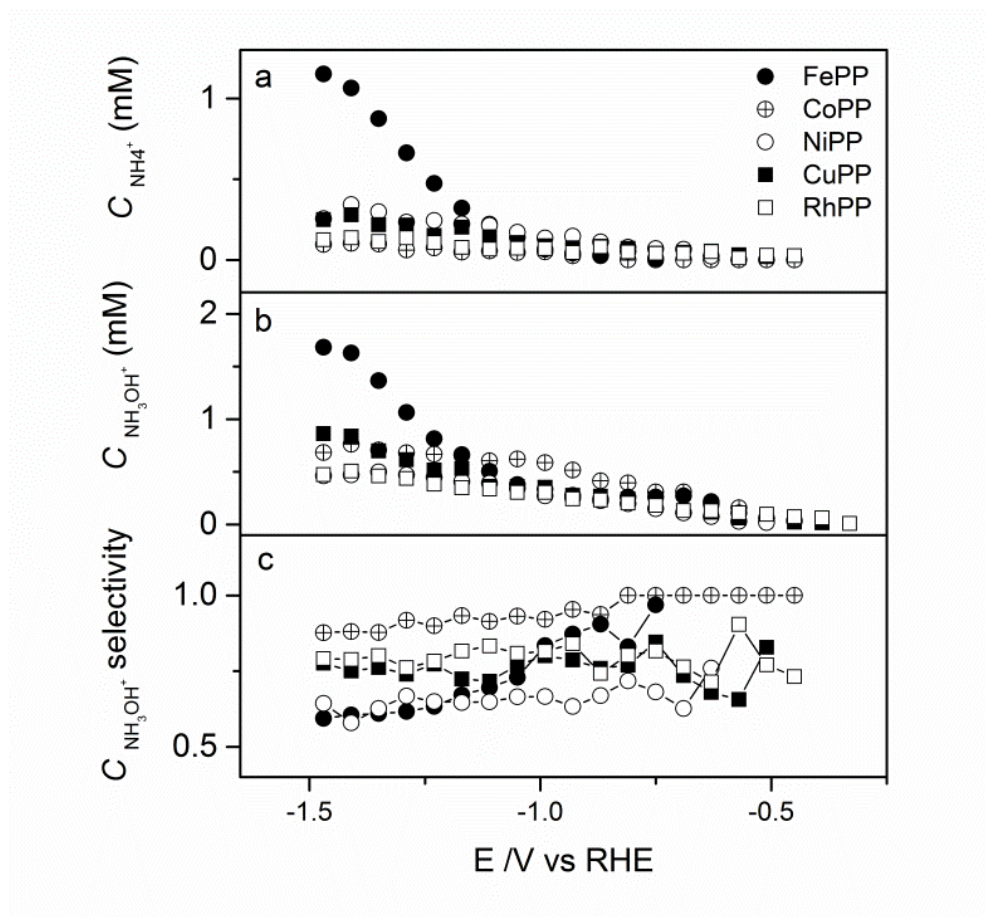 a
C NH4+ (mM)
1
0
FePP
CoPP
NiPP
CuPP
RhPP
b
C NH3OH+ (mM)
2
1
0
c
C NH3OH+ selectivity
1.0
0.5
-1.5 -1.0 -0.5
E /V vs RHE